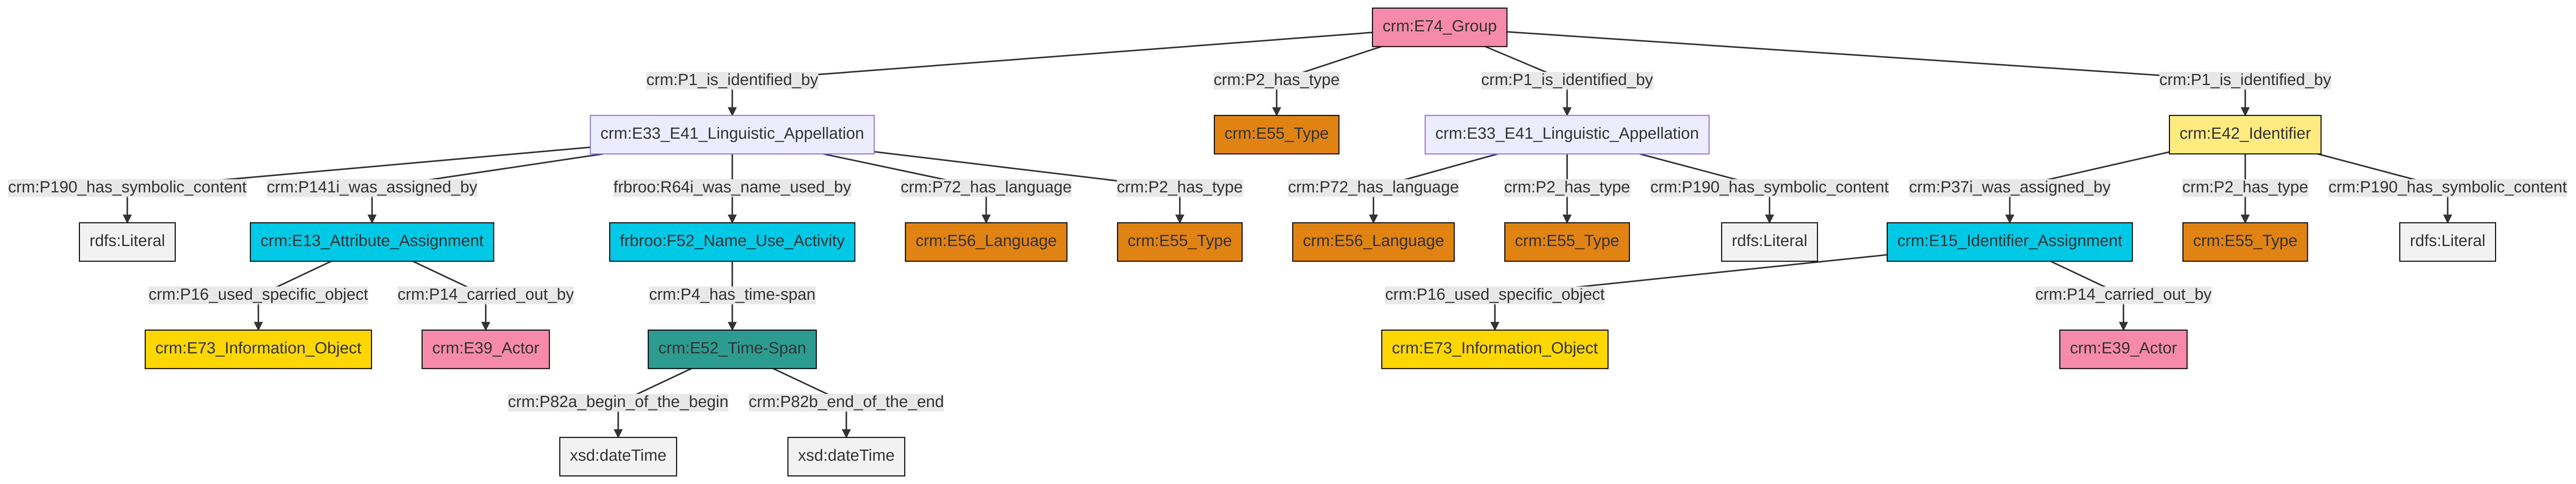 crm:E74_Group
crm:P1_is_identified_by
crm:P2_has_type
crm:P1_is_identified_by
crm:P1_is_identified_by
crm:E33_E41_Linguistic_Appellation
crm:E55_Type
crm:E33_E41_Linguistic_Appellation
crm:E42_Identifier
crm:P190_has_symbolic_content
crm:P141i_was_assigned_by
frbroo:R64i_was_name_used_by
crm:P72_has_language
crm:P2_has_type
crm:P72_has_language
crm:P2_has_type
crm:P190_has_symbolic_content
crm:P37i_was_assigned_by
crm:P2_has_type
crm:P190_has_symbolic_content
rdfs:Literal
crm:E13_Attribute_Assignment
frbroo:F52_Name_Use_Activity
crm:E56_Language
crm:E55_Type
crm:E56_Language
crm:E55_Type
rdfs:Literal
crm:E15_Identifier_Assignment
crm:E55_Type
rdfs:Literal
crm:P16_used_specific_object
crm:P14_carried_out_by
crm:P4_has_time-span
crm:P16_used_specific_object
crm:P14_carried_out_by
crm:E73_Information_Object
crm:E39_Actor
crm:E52_Time-Span
crm:E73_Information_Object
crm:E39_Actor
crm:P82a_begin_of_the_begin
crm:P82b_end_of_the_end
xsd:dateTime
xsd:dateTime